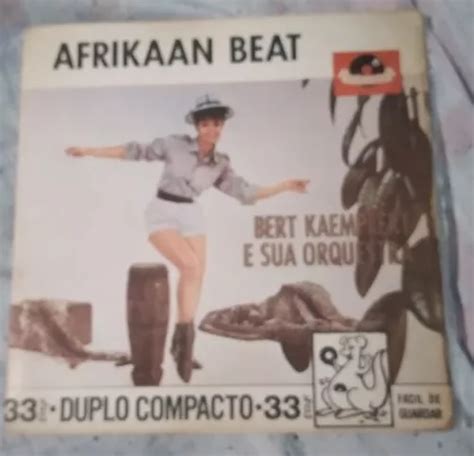 AFRIKAAN BEAT
BERT KAEMPFERT
E SUA ORQUESTRA
33 · DUPLO COMPACTO · 33
FÁCIL DE
GUARDAR